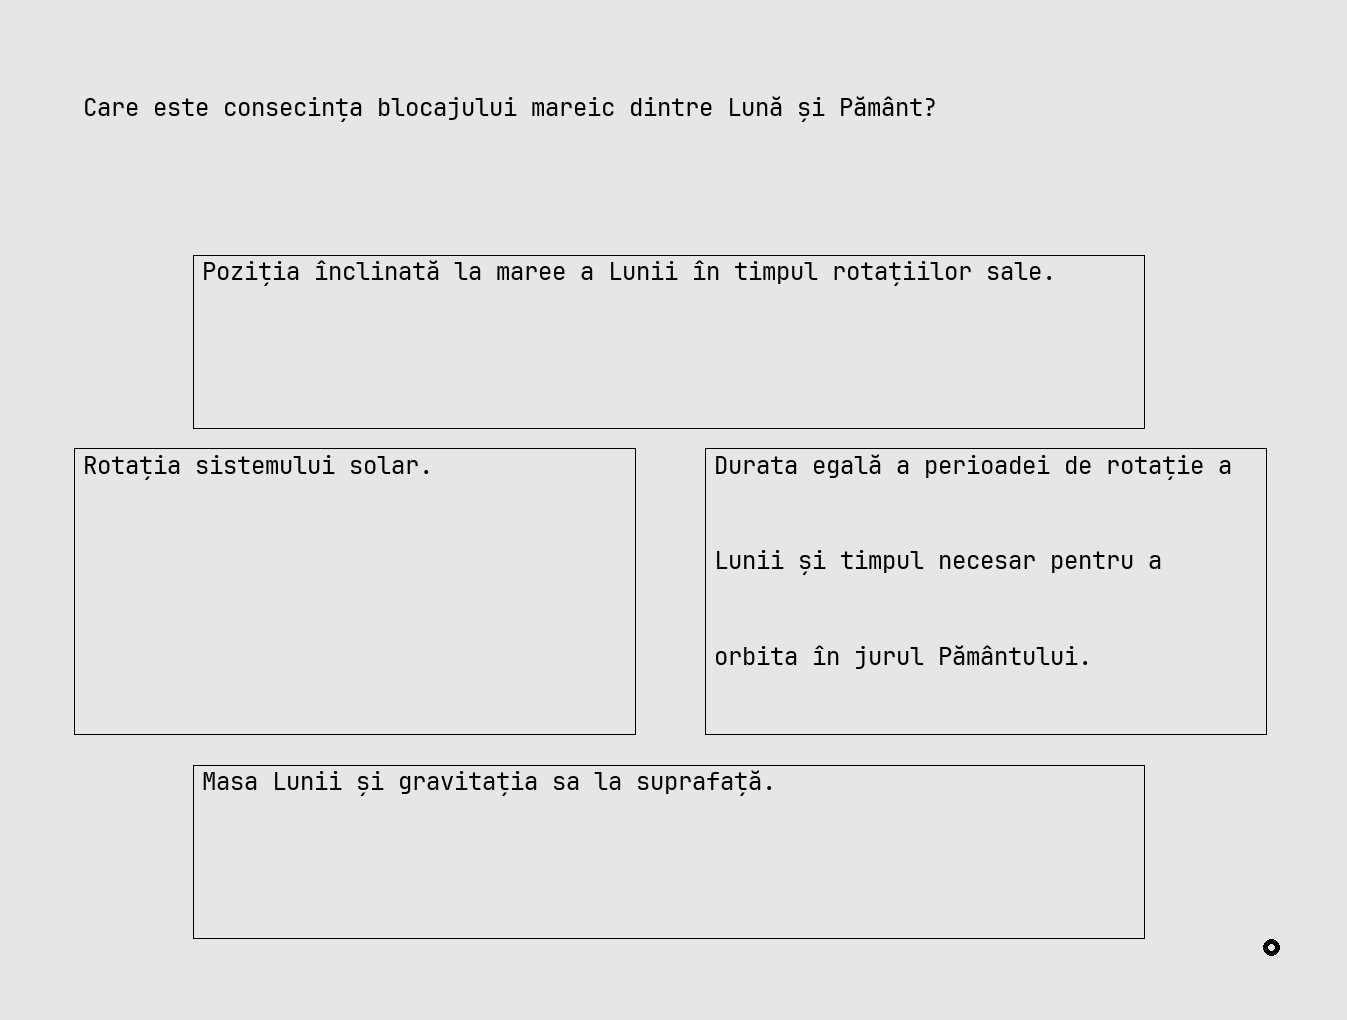 Care este consecința blocajului mareic dintre Lună și Pământ?
Poziția înclinată la maree a Lunii în timpul rotațiilor sale.
Rotația sistemului solar.
Durata egală a perioadei de rotație a
Lunii și timpul necesar pentru a
orbita în jurul Pământului.
Masa Lunii și gravitația sa la suprafață.